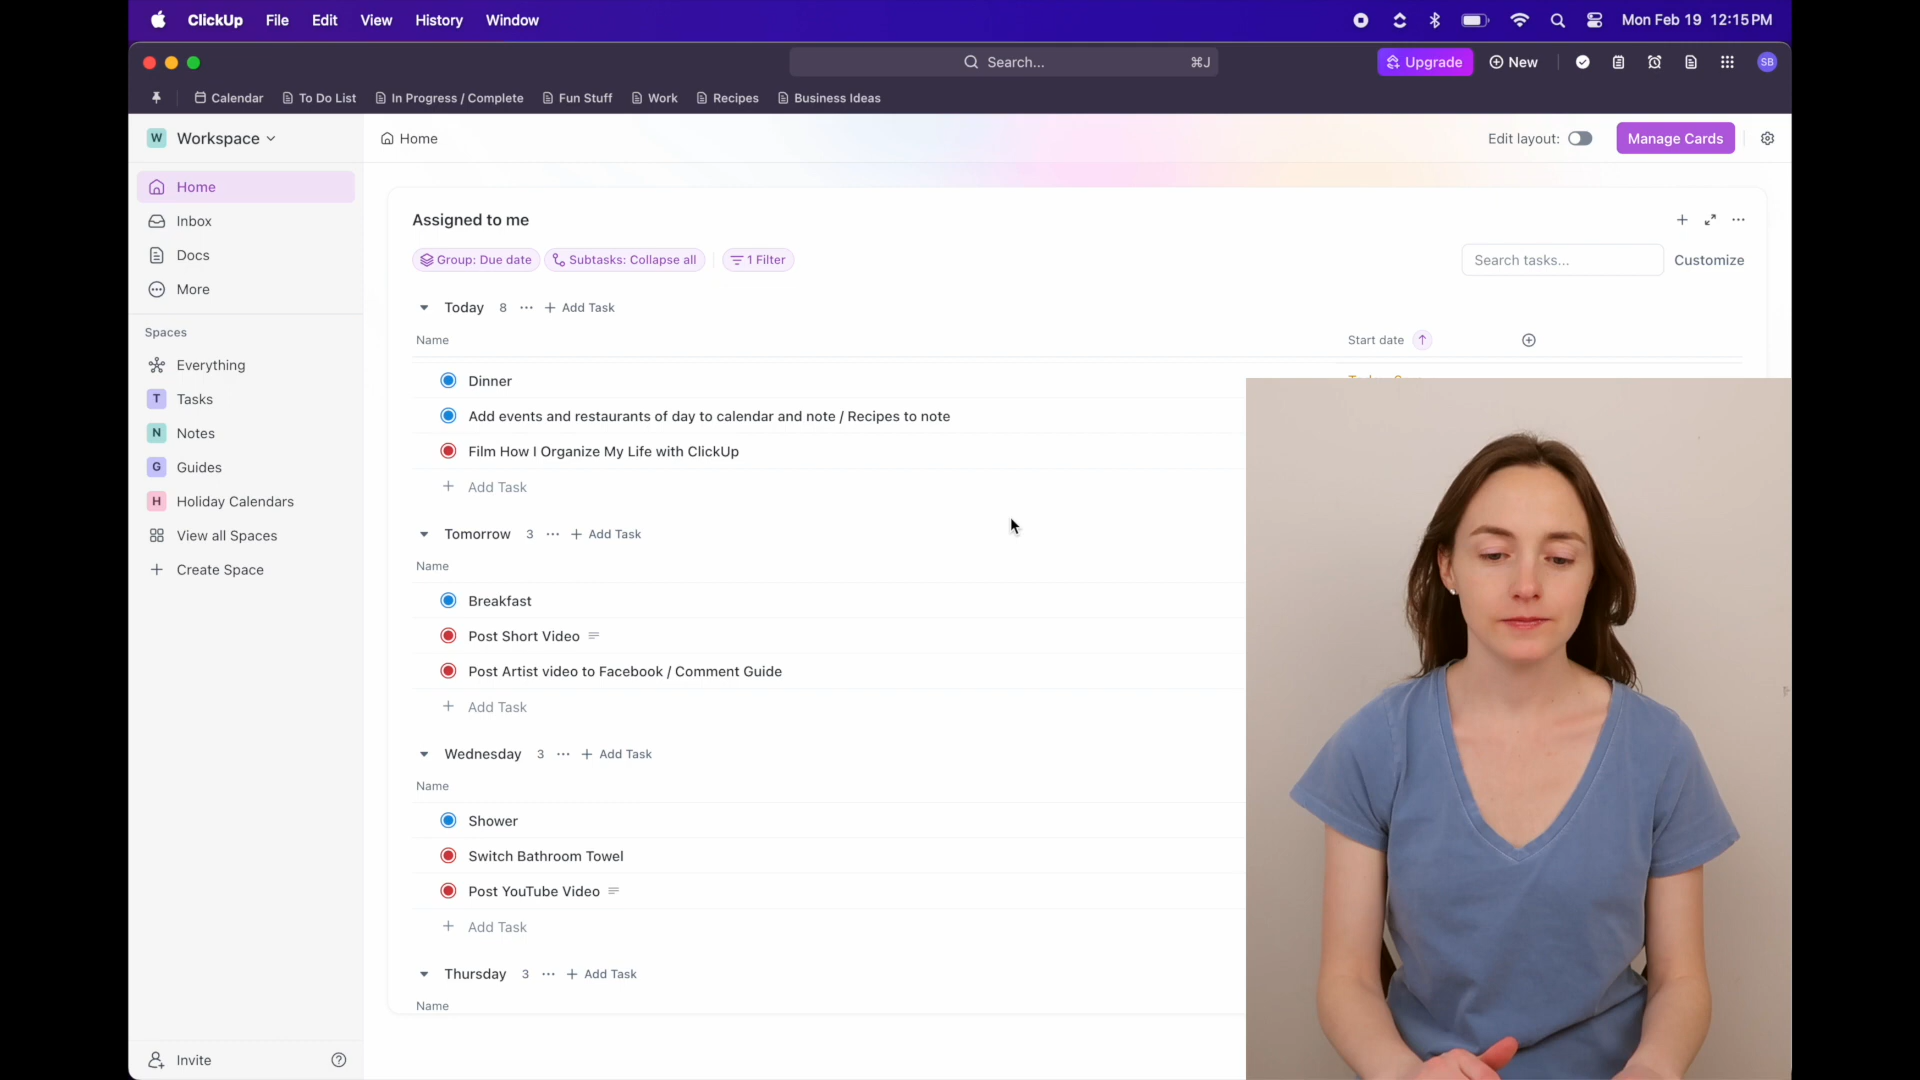 ClickUp File Edit View History Window Mon Feb 19 12:15 PM
Search... ⌘J Upgrade New SB
Calendar To Do List In Progress / Complete Fun Stuff Work Recipes Business Ideas
W Workspace Home Edit layout: Manage Cards
Home
Inbox
Docs
More
Spaces
Everything
T Tasks
N Notes
G Guides
H Holiday Calendars
View all Spaces
Create Space
Invite
Assigned to me
Group: Due date Subtasks: Collapse all 1 Filter Search tasks... Customize
Today 8 ... + Add Task
Name Start date
Dinner
Add events and restaurants of day to calendar and note / Recipes to note
Film How I Organize My Life with ClickUp
+ Add Task
Tomorrow 3 ... + Add Task
Name
Breakfast
Post Short Video
Post Artist video to Facebook / Comment Guide
+ Add Task
Wednesday 3 ... + Add Task
Name
Shower
Switch Bathroom Towel
Post YouTube Video
+ Add Task
Thursday 3 ... + Add Task
Name